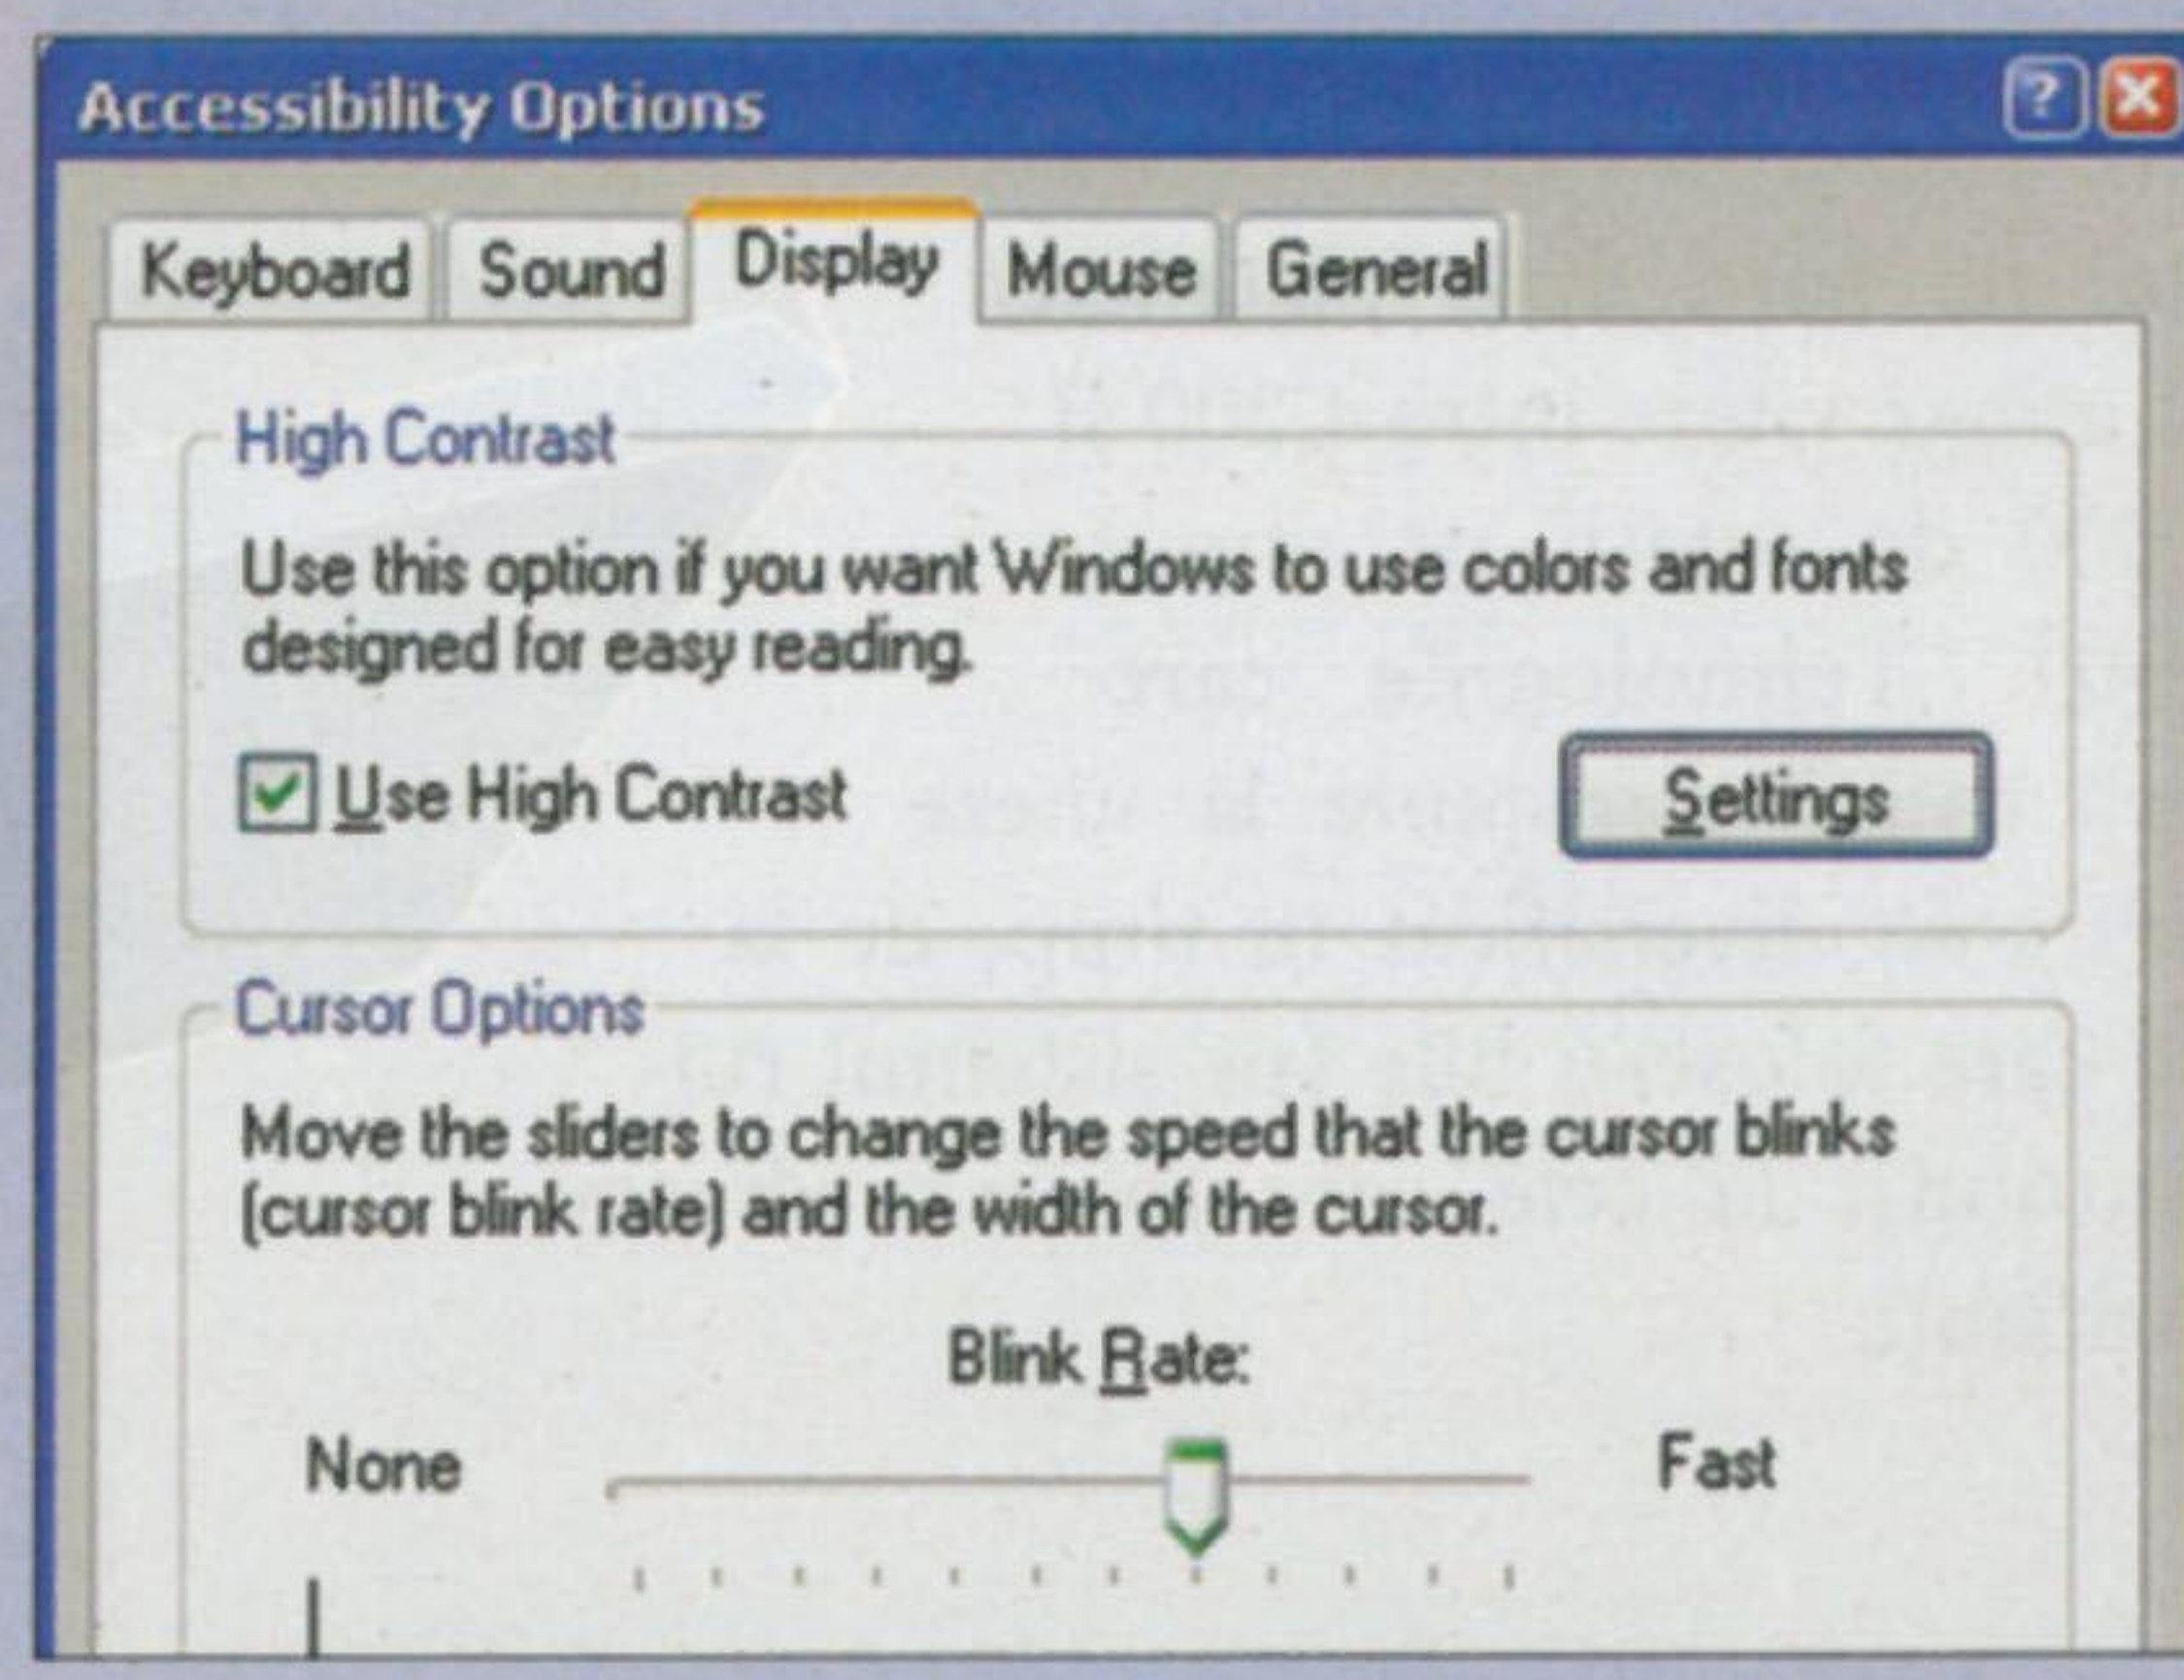 Accessibility Options
Keyboard Sound Display Mouse General
High Contrast
Use this option if you want Windows to use colors and fonts
designed for easy reading.
Use High Contrast Settings
Cursor Options
Move the sliders to change the speed that the cursor blinks
(cursor blink rate) and the width of the cursor.
Blink Rate:
None Fast